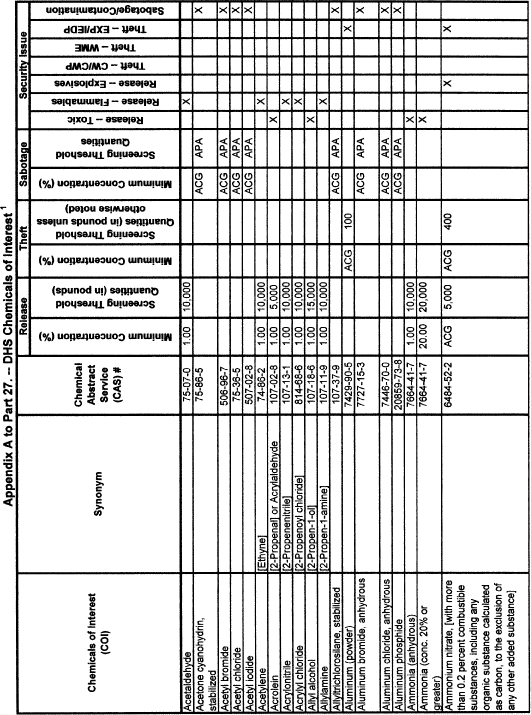 Appendix A to Part 27. -- DHS Chemicals of Interest 1
Chemicals of Interest (COI) | Synonym | Chemical Abstract Service (CAS) # | Release | Theft | Sabotage | Security Issue
Minimum Concentration (%) | Screening Threshold Quantities (in pounds) | Minimum Concentration (%) | Screening Threshold Quantities (in pounds unless otherwise noted) | Minimum Concentration (%) | Screening Threshold Quantities | Release -- Toxic | Release -- Flammables | Release -- Explosives | Theft -- CW/CWP | Theft -- WME | Theft -- EXP/IEDP | Sabotage/Contamination
Acetaldehyde 75-07-0 1.00 10,000 X
Acetone cyanohydrin, stabilized 75-86-5 ACG APA X
Acetyl bromide 506-96-7 ACG APA X
Acetyl chloride 75-36-5 ACG APA X
Acetyl iodide 507-02-8 ACG APA X
Acetylene [Ethyne] 74-86-2 1.00 10,000 X
Acrolein [2-Propenal] or Acrylaldehyde 107-02-8 1.00 5,000 X
Acrylonitrile [2-Propenenitrile] 107-13-1 1.00 10,000 X
Acrylyl chloride [2-Propenoyl chloride] 814-68-6 1.00 10,000 X
Allyl alcohol [2-Propen-1-ol] 107-18-6 1.00 15,000 X
Allylamine [2-Propen-1-amine] 107-11-9 1.00 10,000 X
Allyltrichlorosilane, stabilized 107-37-9 ACG APA X
Aluminum (powder) 7429-90-5 ACG 100 X
Aluminum bromide, anhydrous 7727-15-3 ACG APA X
Aluminum chloride, anhydrous 7446-70-0 ACG APA X
Aluminum phosphide 20859-73-8 ACG APA X
Ammonia (anhydrous) 7664-41-7 1.00 10,000 X
Ammonia (conc. 20% or greater) 7664-41-7 20.00 20,000 X
Ammonium nitrate, [with more than 0.2 percent combustible substances, including any organic substance calculated as carbon, to the exclusion of any other added substance] 6484-52-2 ACG 5,000 ACG 400 X X